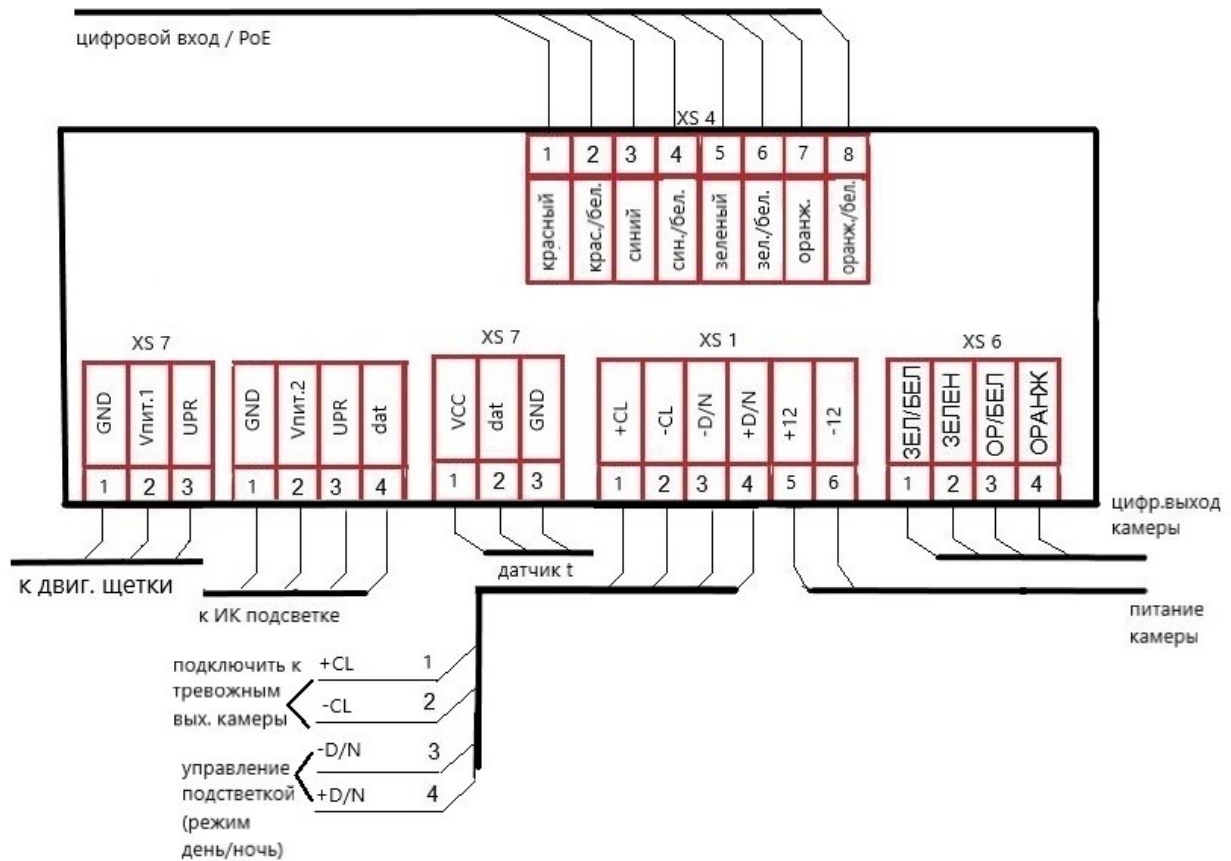 цифровой вход / PoE
XS 4
1 2 3 4 5 6 7 8
красный
крас./бел.
синий
син./бел.
зеленый
зел./бел.
оранж.
оранж./бел.
XS 7
GND
Vпит.1
UPR
1 2 3
GND
Vпит.2
UPR
dat
1 2 3 4
XS 7
VCC
dat
GND
1 2 3
XS 1
+CL
-CL
-D/N
+D/N
+12
-12
1 2 3 4 5 6
XS 6
ЗЕЛ/БЕЛ
ЗЕЛЕН
ОР/БЕЛ
ОРАНЖ
1 2 3 4
к двиг. щетки
к ИК подсветке
датчик t
цифр.выход
камеры
питание
камеры
подключить к
тревожным
вых. камеры
+CL 1
-CL 2
управление
подстветкой
(режим
день/ночь)
-D/N 3
+D/N 4